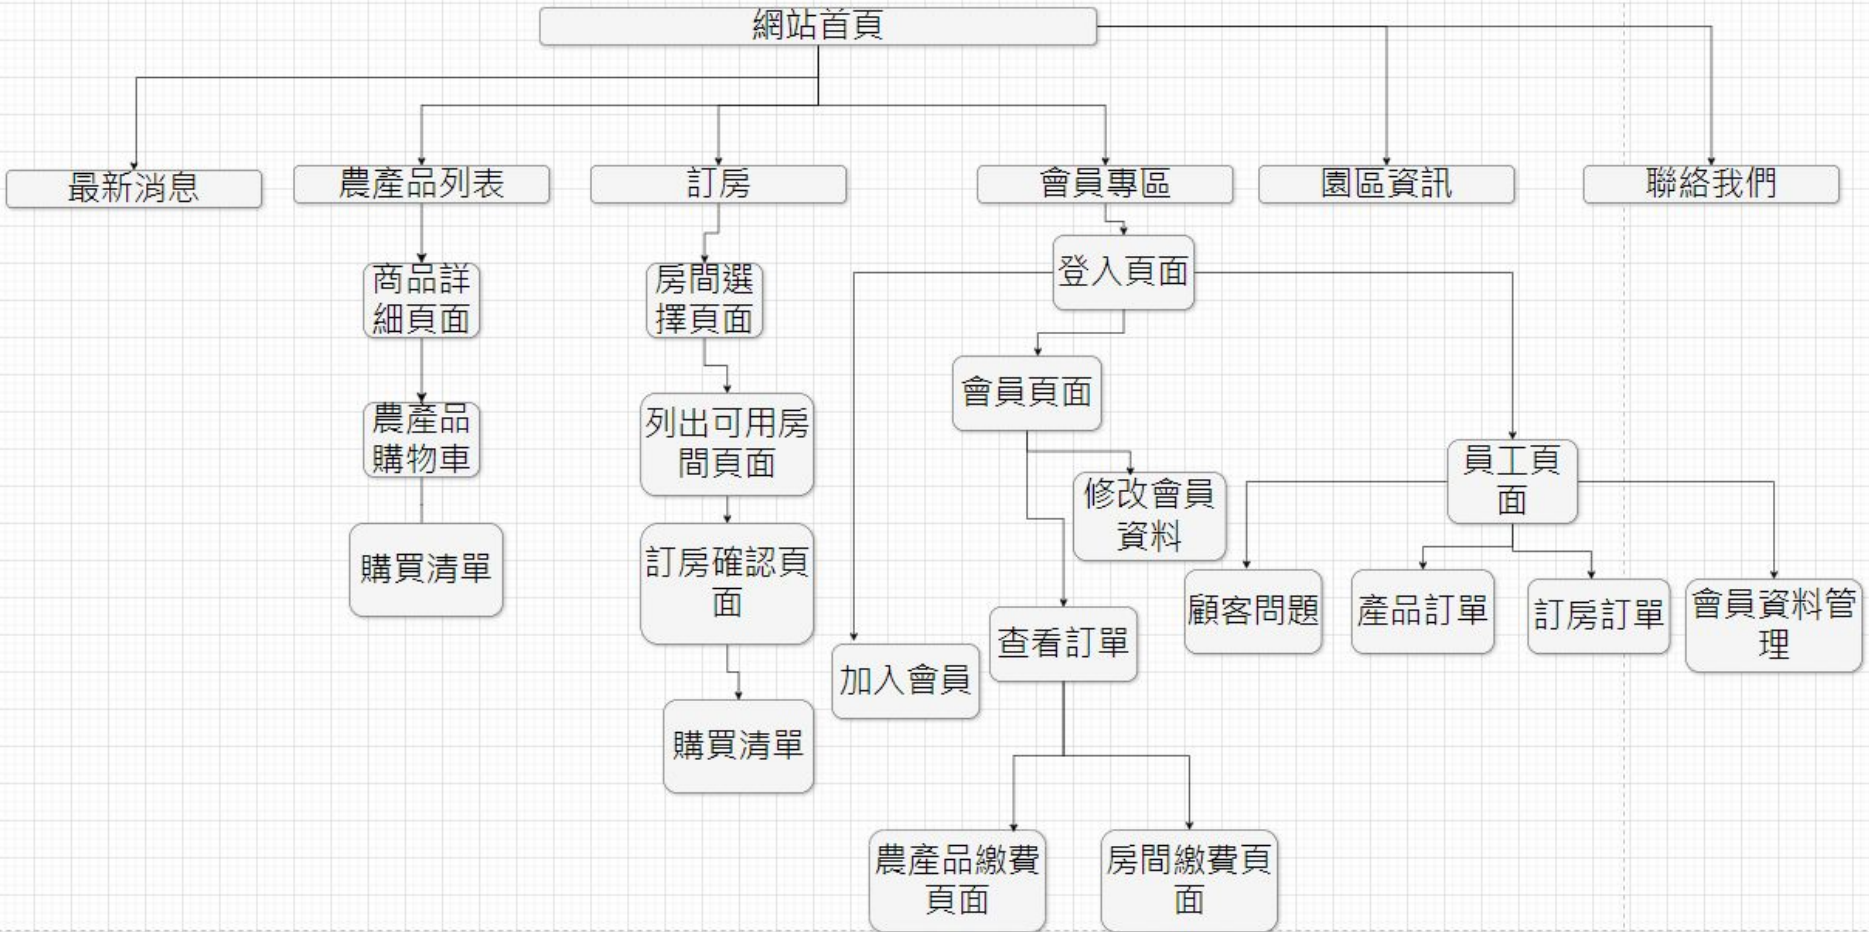 網站首頁
最新消息
農產品列表
訂房
會員專區
園區資訊
聯絡我們
商品詳
細頁面
房間選
擇頁面
登入頁面
會員頁面
農產品
購物車
列出可用房
間頁面
員工頁
面
修改會員
資料
購買清單
訂房確認頁
面
顧客問題
產品訂單
訂房訂單
會員資料管
理
查看訂單
加入會員
購買清單
農產品繳費
頁面
房間繳費頁
面